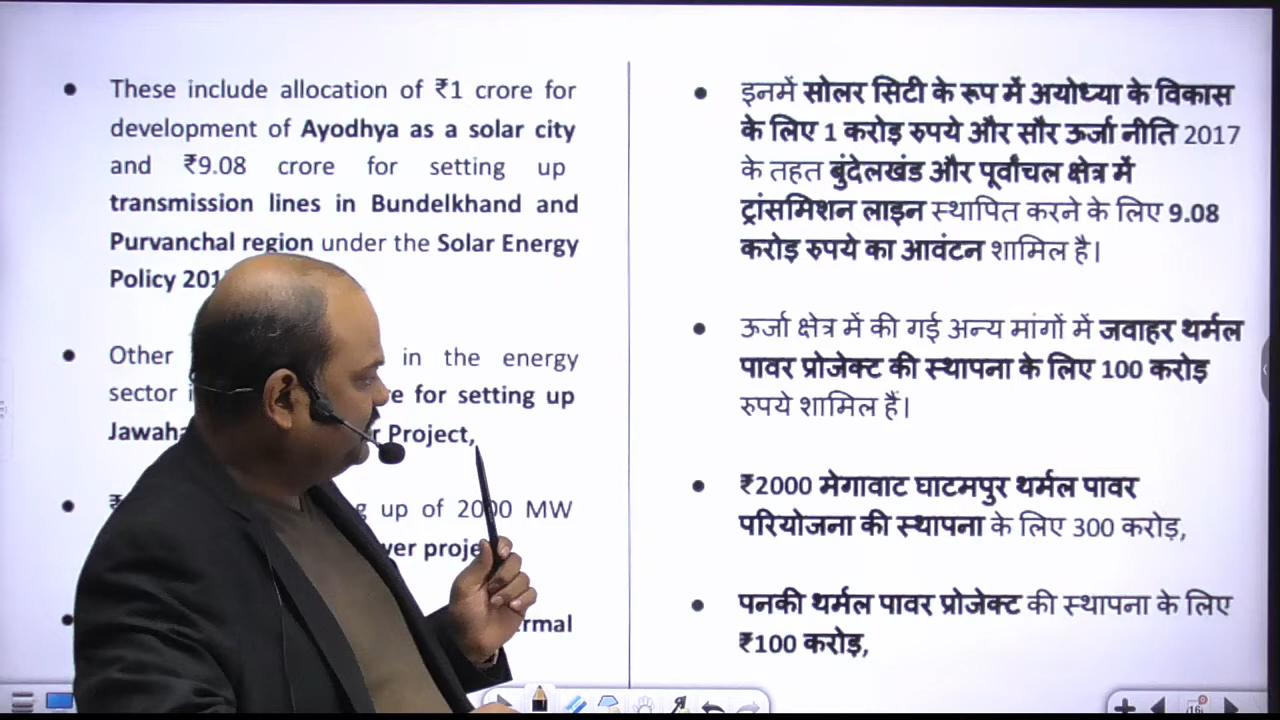 These include allocation of ₹1 crore for
development of Ayodhya as a solar city
and ₹9.08 crore for setting up
transmission lines in Bundelkhand and
Purvanchal region under the Solar Energy
Policy
Other in the energy
sector for setting up
Project,
up of 2000 MW
इनमें सोलर सिटी के रूप में अयोध्या के विकास
के लिए 1 करोड़ रुपये और सौर ऊर्जा नीति 2017
के तहत बुंदेलखंड और पूर्वांचल क्षेत्र में
ट्रांसमिशन लाइन स्थापित करने के लिए 9.08
करोड़ रुपये का आवंटन शामिल है।
ऊर्जा क्षेत्र में की गई अन्य मांगों में जवाहर थर्मल
पावर प्रोजेक्ट की स्थापना के लिए 100 करोड़
रुपये शामिल हैं।
₹2000 मेगावाट घाटमपुर थर्मल पावर
परियोजना की स्थापना के लिए 300 करोड़,
पनकी थर्मल पावर प्रोजेक्ट की स्थापना के लिए
₹100 करोड़,